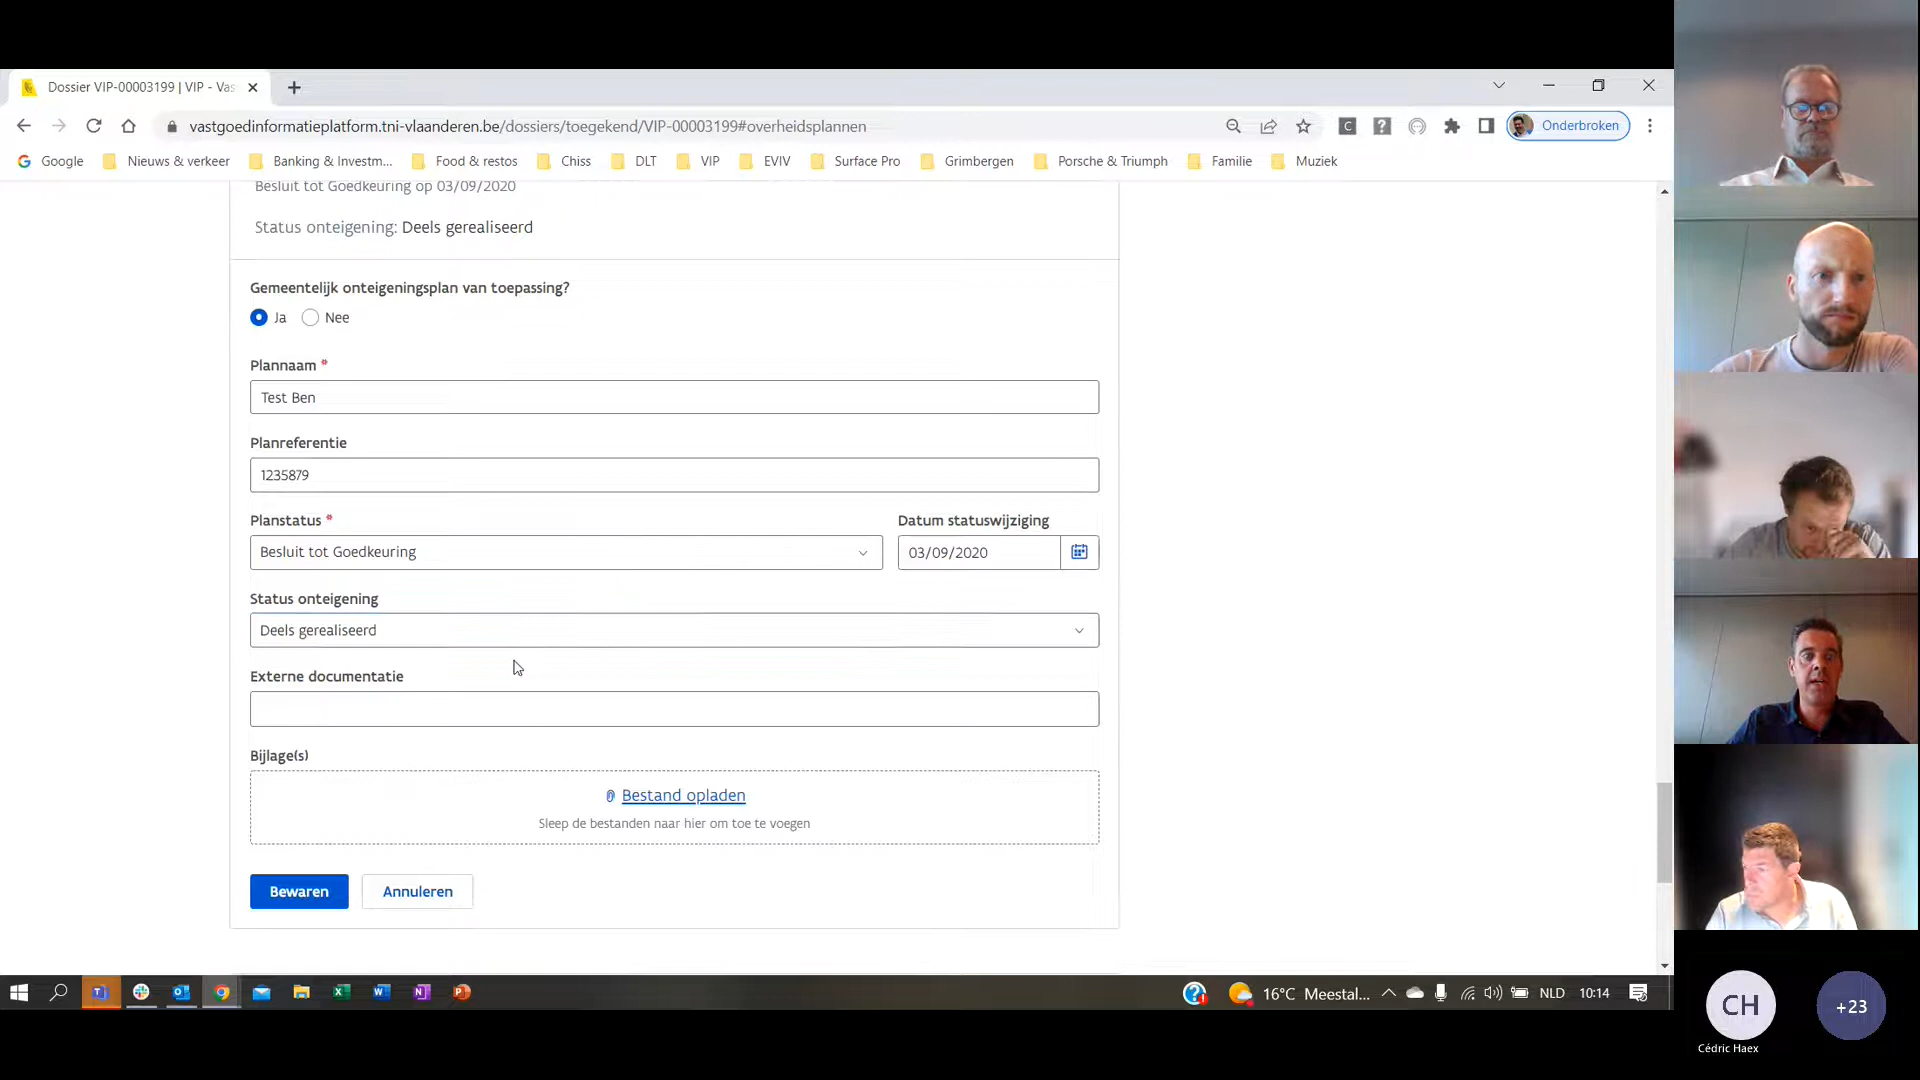 Dossier VIP-00003199 | VIP - Vas
vastgoedinformatieplatform.tni-vlaanderen.be/dossiers/toegekend/VIP-00003199#overheidsplannen
Onderbroken
Google
Nieuws & verkeer
Banking & Investm...
Food & restos
Chiss
DLT
VIP
EVIV
Surface Pro
Grimbergen
Porsche & Triumph
Familie
Muziek
Besluit tot Goedkeuring op 03/09/2020
Status onteigening: Deels gerealiseerd
Gemeentelijk onteigeningsplan van toepassing?
Ja
Nee
Plannaam *
Test Ben
Planreferentie
1235879
Planstatus *
Datum statuswijziging
Besluit tot Goedkeuring
03/09/2020
Status onteigening
Deels gerealiseerd
Externe documentatie
Bijlage(s)
Bestand opladen
Sleep de bestanden naar hier om toe te voegen
Bewaren
Annuleren
16°C Meestal...
NLD
10:14
CH
+23
Cédric Haex